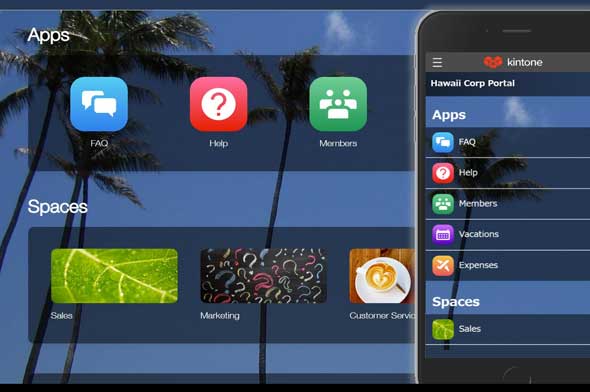 Apps
FAQ
Help
Members
Spaces
Sales
Marketing
Customer Servic
kintone
Hawaii Corp Portal
Apps
FAQ
Help
Members
Vacations
Expenses
Spaces
Sales